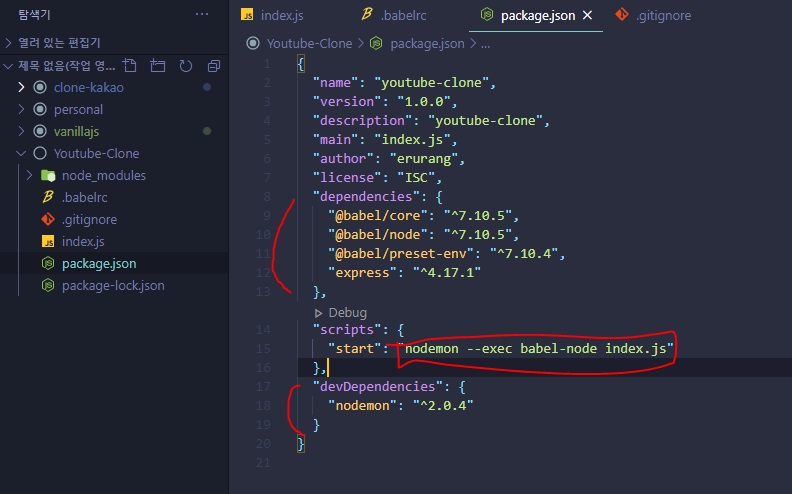 탐색기
열려 있는 편집기
제목 없음(작업 영...
clone-kakao
personal
vanillajs
Youtube-Clone
node_modules
.babelrc
.gitignore
index.js
package.json
package-lock.json
index.js
.babelrc
package.json
.gitignore
Youtube-Clone > package.json > ...
1 {
2 "name": "youtube-clone",
3 "version": "1.0.0",
4 "description": "youtube-clone",
5 "main": "index.js",
6 "author": "erurang",
7 "license": "ISC",
8 "dependencies": {
9 "@babel/core": "^7.10.5",
10 "@babel/node": "^7.10.5",
11 "@babel/preset-env": "^7.10.4",
12 "express": "^4.17.1"
13 },
Debug
14 "scripts": {
15 "start": "nodemon --exec babel-node index.js"
16 },
17 "devDependencies": {
18 "nodemon": "^2.0.4"
19 }
20 }
21